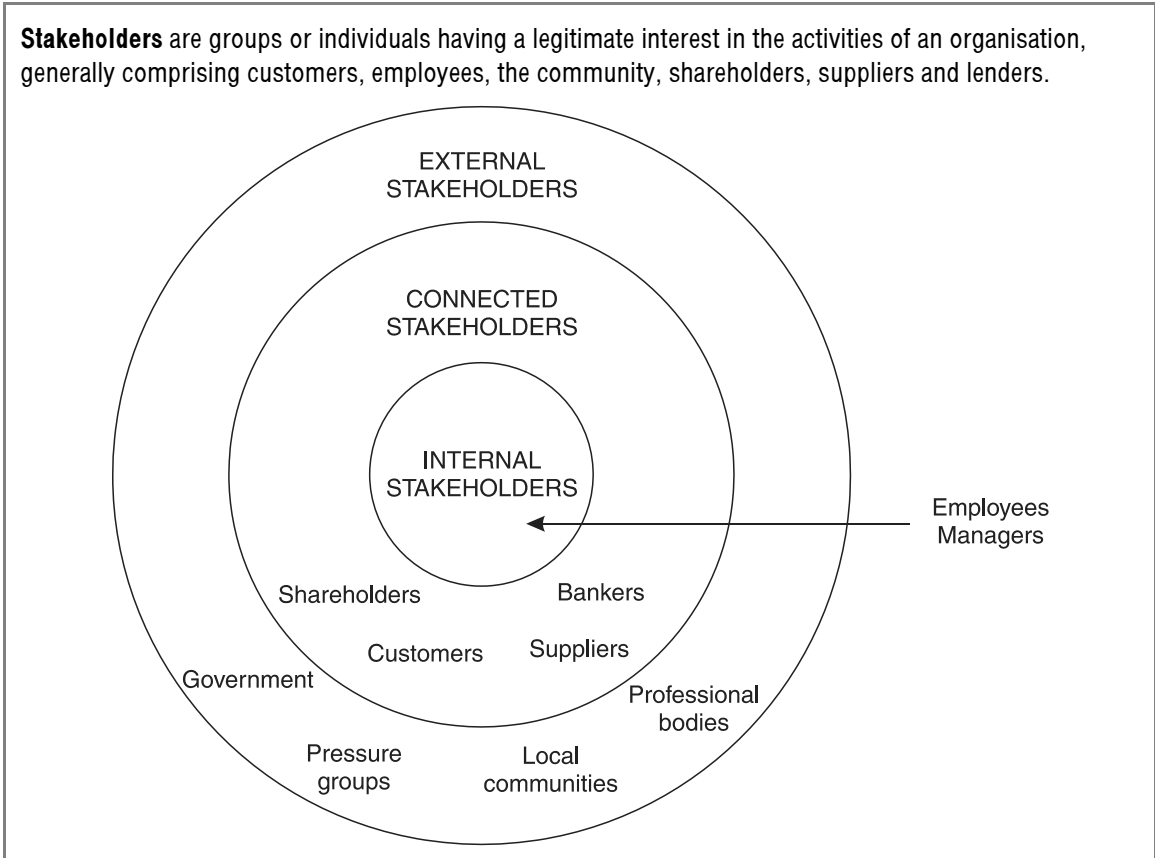 Stakeholders are groups or individuals having a legitimate interest in the activities of an organisation,
generally comprising customers, employees, the community, shareholders, suppliers and lenders.
EXTERNAL
STAKEHOLDERS
CONNECTED
STAKEHOLDERS
INTERNAL
STAKEHOLDERS
Employees
Managers
Shareholders
Bankers
Customers
Suppliers
Government
Professional
bodies
Pressure
groups
Local
communities